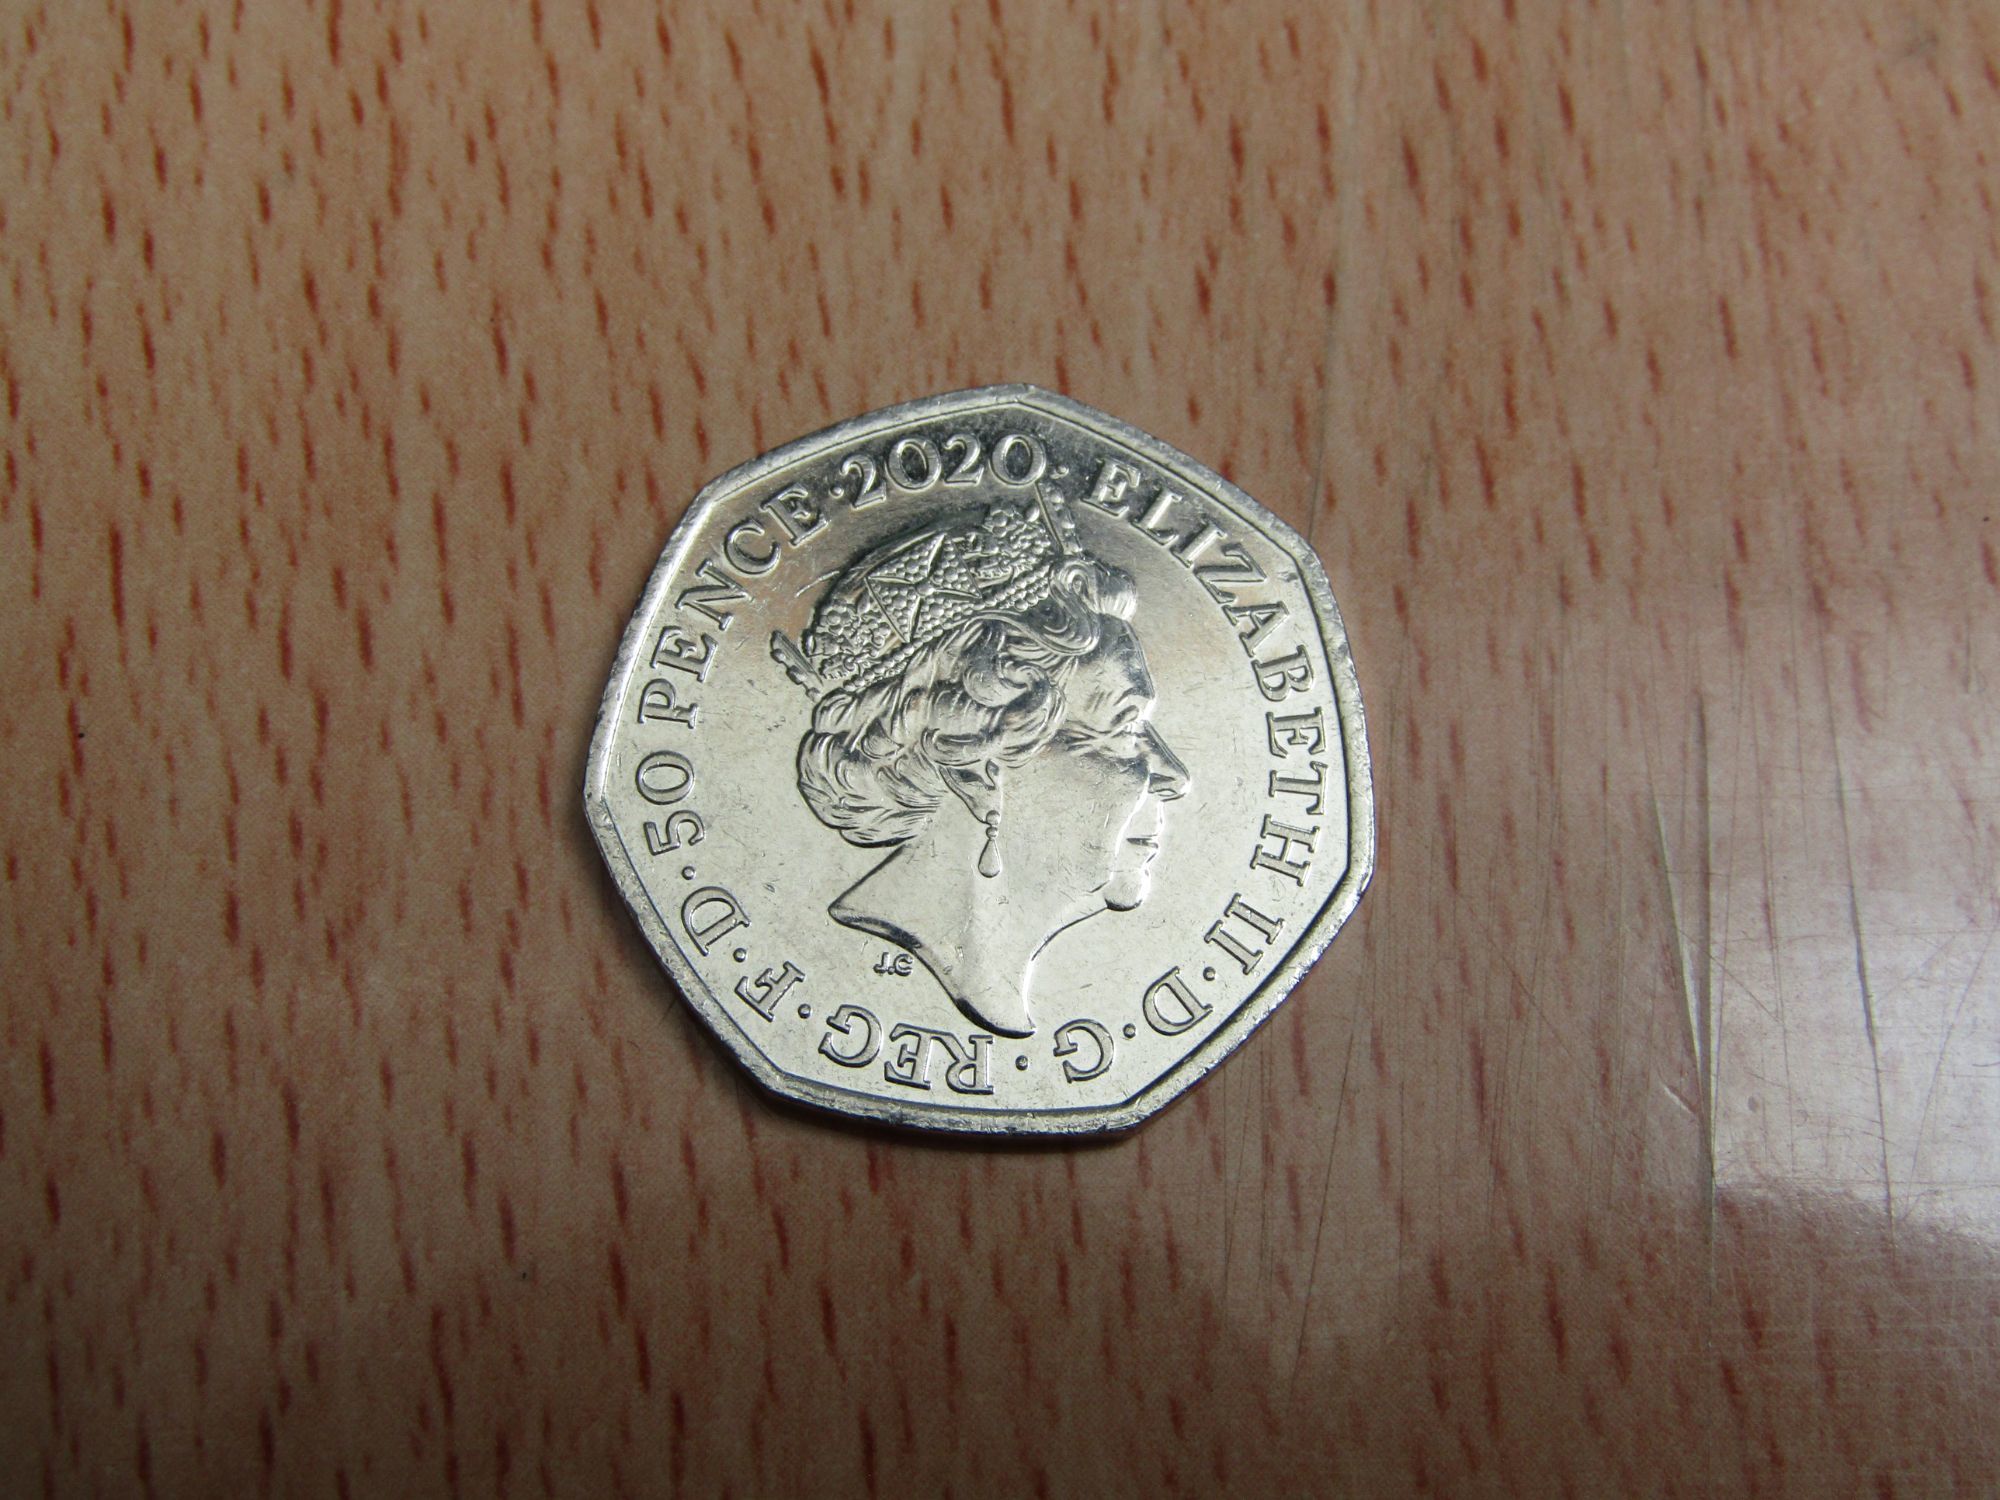 ELIZABETH II · D · G · REG · F · D · 50 PENCE · 2020 ·
J.C